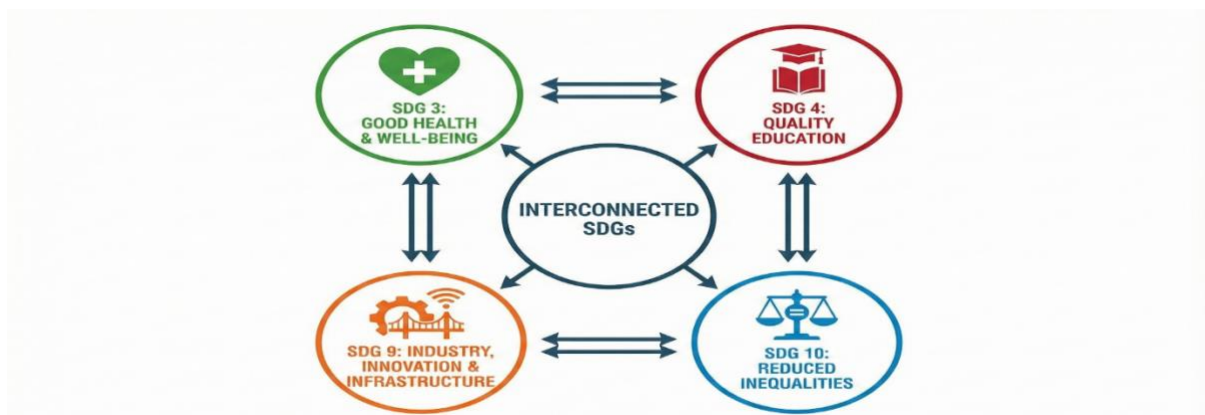 SDG 3:
GOOD HEALTH
& WELL-BEING
SDG 4:
QUALITY
EDUCATION
INTERCONNECTED
SDGs
SDG 9: INDUSTRY,
INNOVATION &
INFRASTRUCTURE
SDG 10:
REDUCED
INEQUALITIES